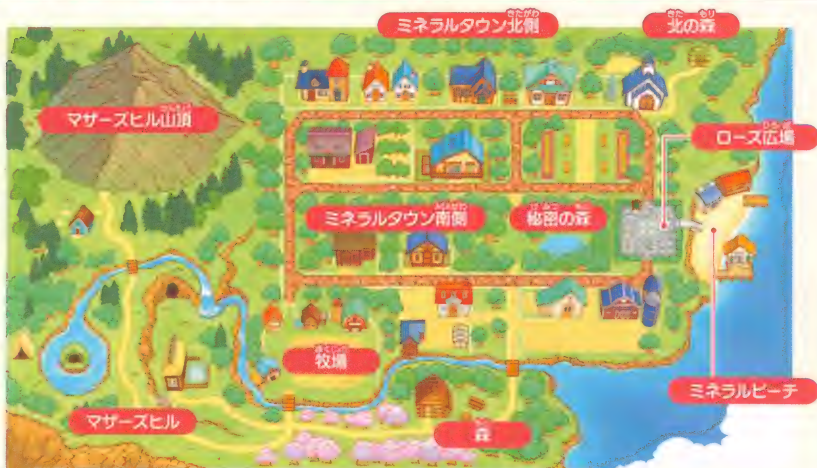 ミネラルタウン北側
北の森
マザーズヒル山頂
ローズ広場
ミネラルタウン南側
秘密の森
牧場
ミネラルビーチ
マザーズヒル
森